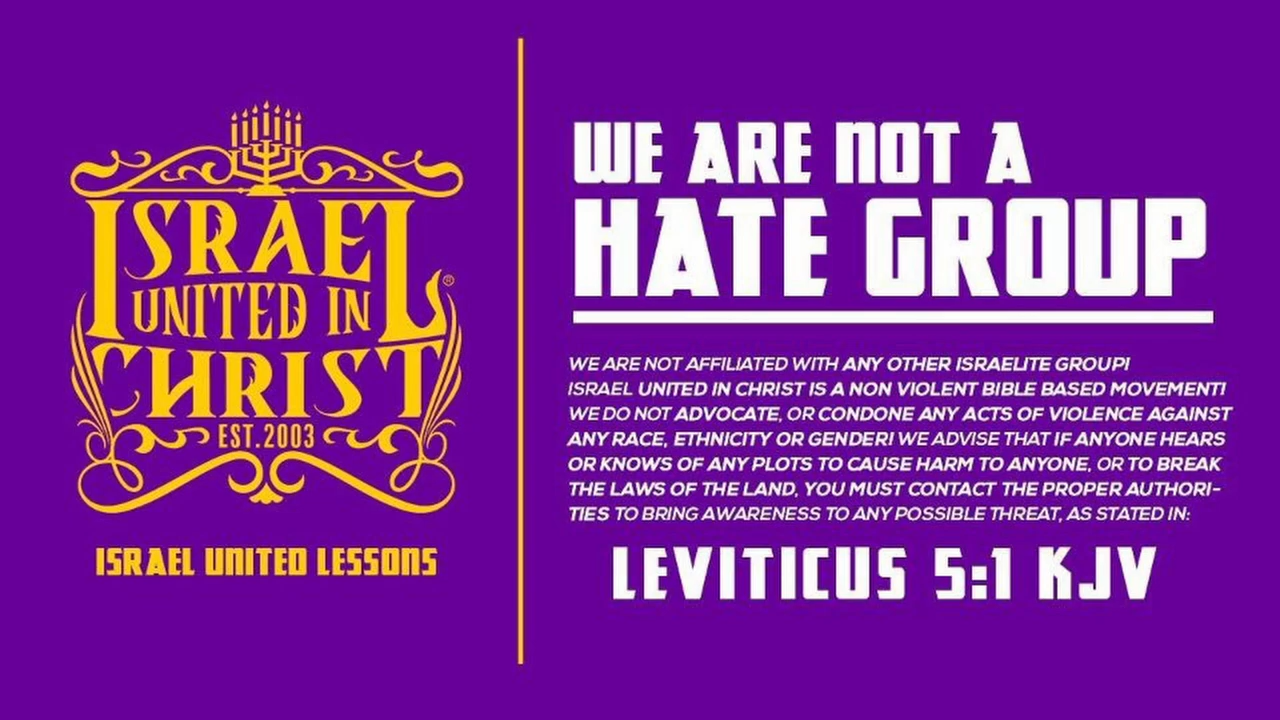 ISRAEL
UNITED IN
CHRIST
EST.2003
ISRAEL UNITED LESSONS
WE ARE NOT A
HATE GROUP
WE ARE NOT AFFILIATED WITH ANY OTHER ISRAELITE GROUP!
ISRAEL UNITED IN CHRIST IS A NON VIOLENT BIBLE BASED MOVEMENT!
WE DO NOT ADVOCATE, OR CONDONE ANY ACTS OF VIOLENCE AGAINST
ANY RACE, ETHNICITY OR GENDER! WE ADVISE THAT IF ANYONE HEARS
OR KNOWS OF ANY PLOTS TO CAUSE HARM TO ANYONE, OR TO BREAK
THE LAWS OF THE LAND, YOU MUST CONTACT THE PROPER AUTHORI-
TIES TO BRING AWARENESS TO ANY POSSIBLE THREAT, AS STATED IN:
LEVITICUS 5:1 KJV